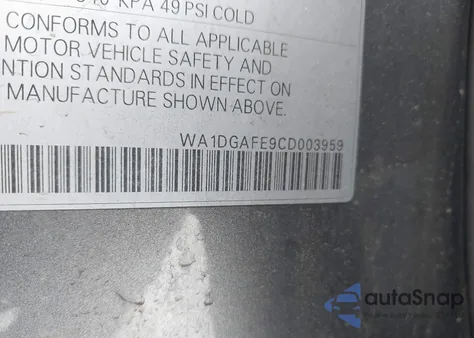 KPA 49 PSI COLD
CONFORMS TO ALL APPLICABLE
MOTOR VEHICLE SAFETY AND
NTION STANDARDS IN EFFECT ON
MANUFACTURE SHOWN ABOVE.
WA1DGAFE9CD003959
autoSnap